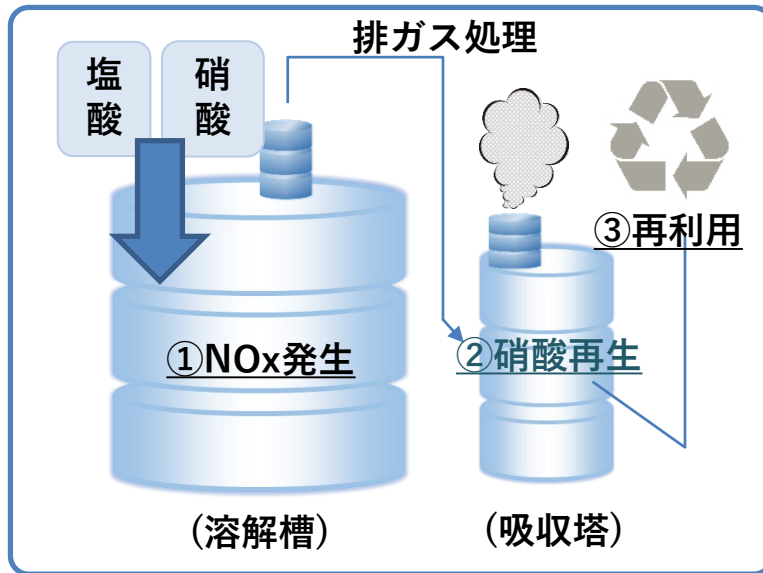 排ガス処理
塩酸
硝酸
③再利用
①NOx発生
②硝酸再生
(溶解槽)
(吸収塔)